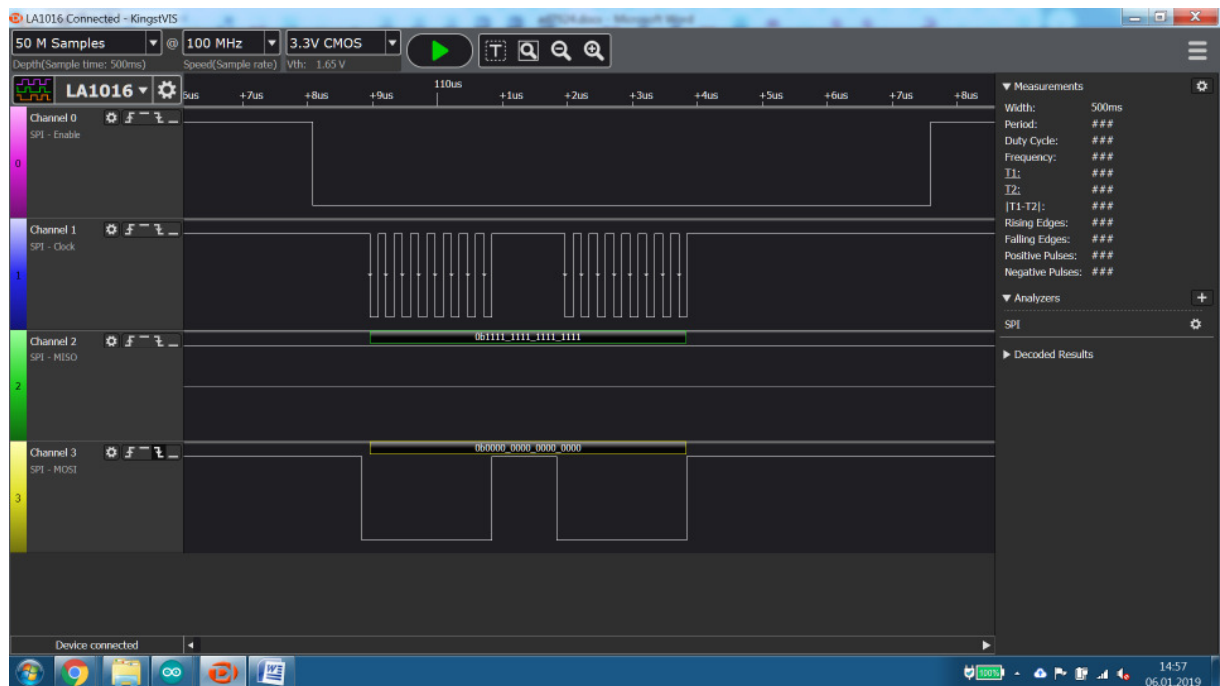 LA1016 Connected - KingstVIS
50 M Samples @ 100 MHz 3.3V CMOS
Depth(Sample time: 500ms) Speed(Sample rate) Vth: 1.65 V
LA1016
5us +7us +8us +9us 110us +1us +2us +3us +4us +5us +6us +7us +8us
Channel 0
SPI - Enable
0
Channel 1
SPI - Clock
1
Channel 2
SPI - MISO
2
0b1111_1111_1111_1111
Channel 3
SPI - MOSI
3
0b0000_0000_0000_0000
Measurements
Width: 500ms
Period: ###
Duty Cycle: ###
Frequency: ###
T1: ###
T2: ###
|T1-T2|: ###
Rising Edges: ###
Falling Edges: ###
Positive Pulses: ###
Negative Pulses: ###
Analyzers
SPI
Decoded Results
Device connected
100%
14:57
06.01.2019